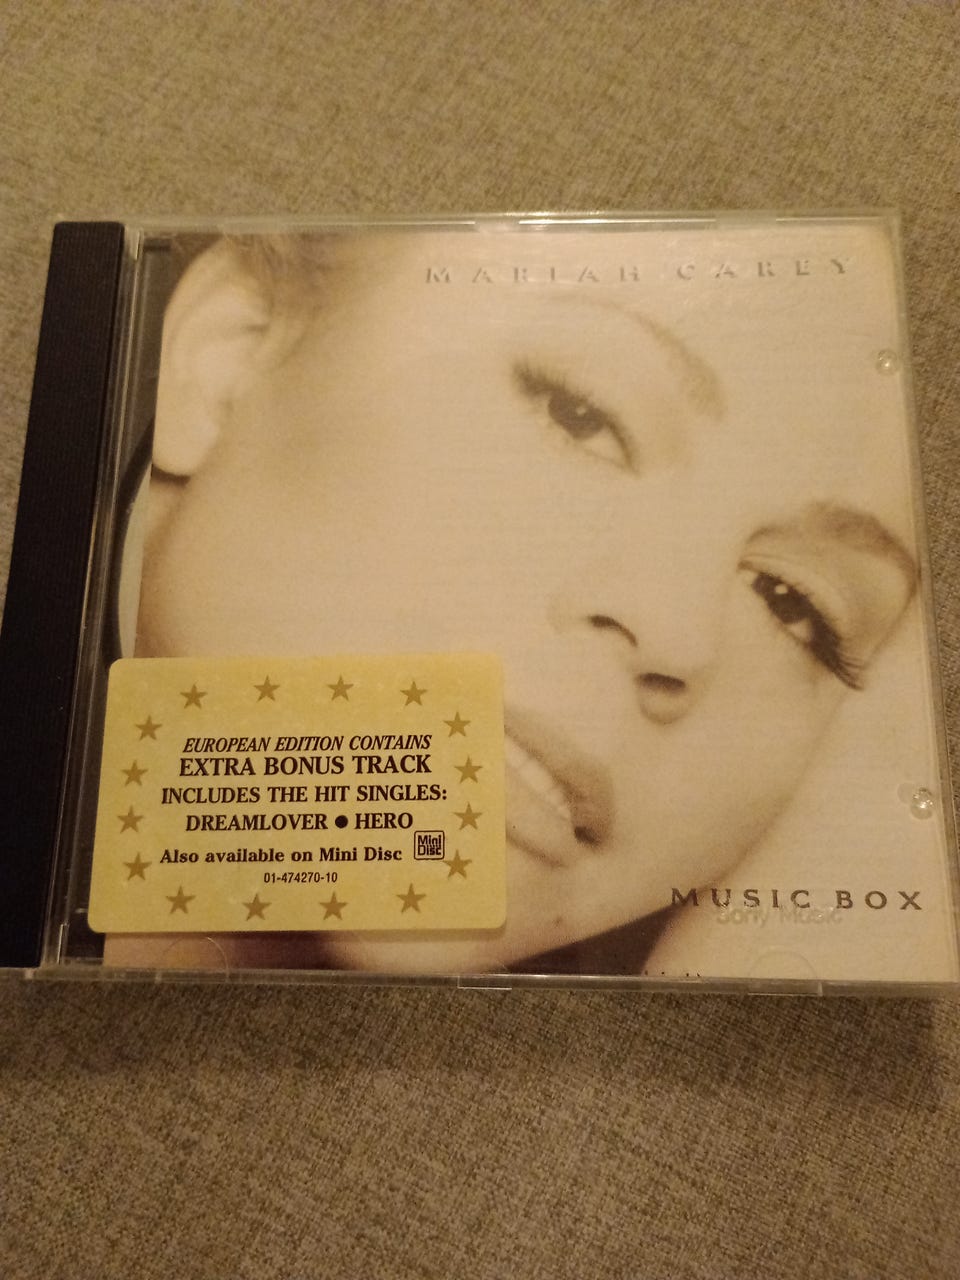 MARIAH CAREY
EUROPEAN EDITION CONTAINS
EXTRA BONUS TRACK
INCLUDES THE HIT SINGLES:
DREAMLOVER ● HERO
Also available on Mini Disc
Mini
Disc
01-474270-10
MUSIC BOX
Sony Music